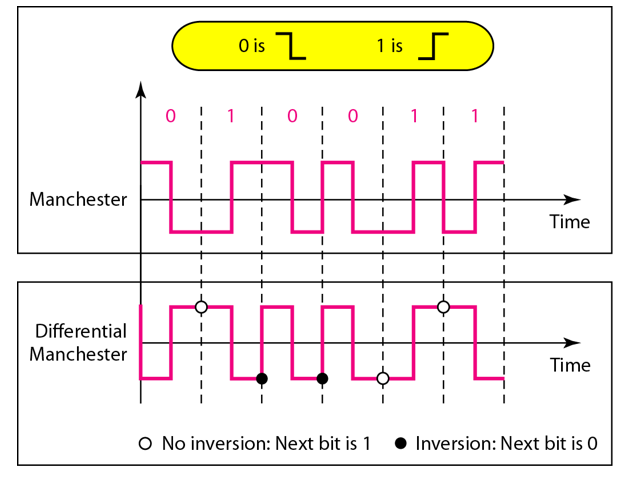 0 is 1 is
0 1 0 0 1 1
Manchester
Time
Differential
Manchester
Time
No inversion: Next bit is 1 Inversion: Next bit is 0